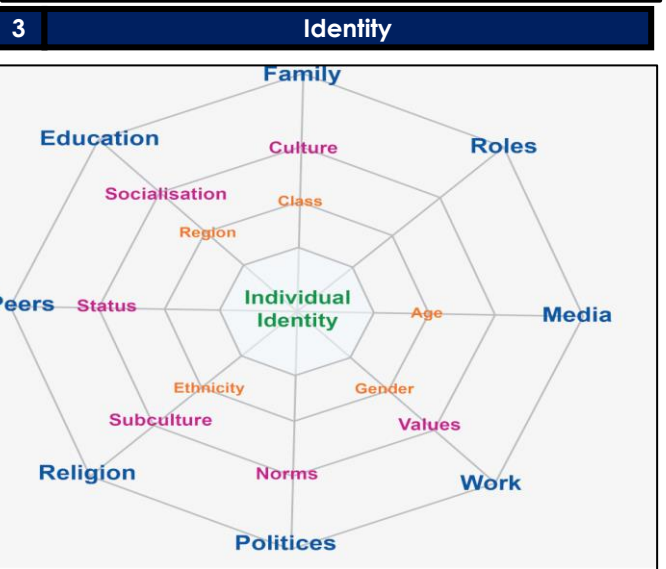 3 Identity
Family
Education
Roles
Culture
Socialisation
Class
Region
Individual
Identity
Peers
Status
Age
Media
Ethnicity
Gender
Subculture
Values
Religion
Norms
Work
Politices